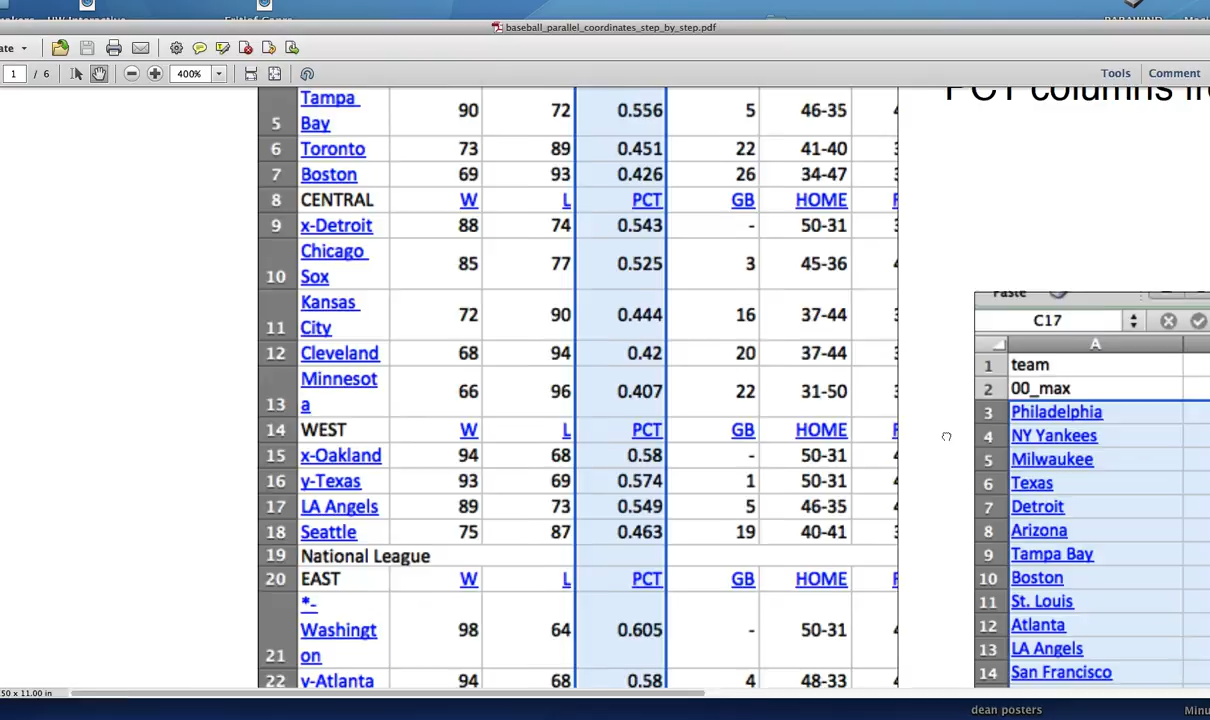 baseball_parallel_coordinates_step_by_step.pdf
1 / 6 400% Tools Comment
PCT columns
5 Tampa Bay 90 72 0.556 5 46-35
6 Toronto 73 89 0.451 22 41-40
7 Boston 69 93 0.426 26 34-47
8 CENTRAL W L PCT GB HOME
9 x-Detroit 88 74 0.543 - 50-31
10 Chicago Sox 85 77 0.525 3 45-36
11 Kansas City 72 90 0.444 16 37-44
12 Cleveland 68 94 0.42 20 37-44
13 Minnesota 66 96 0.407 22 31-50
14 WEST W L PCT GB HOME
15 x-Oakland 94 68 0.58 - 50-31
16 y-Texas 93 69 0.574 1 50-31
17 LA Angels 89 73 0.549 5 46-35
18 Seattle 75 87 0.463 19 40-41
19 National League
20 EAST W L PCT GB HOME
21 *-Washington 98 64 0.605 - 50-31
22 y-Atlanta 94 68 0.58 4 48-33
Paste
C17
A
1 team
2 00_max
3 Philadelphia
4 NY Yankees
5 Milwaukee
6 Texas
7 Detroit
8 Arizona
9 Tampa Bay
10 Boston
11 St. Louis
12 Atlanta
13 LA Angels
14 San Francisco
50 x 11.00 in
dean posters